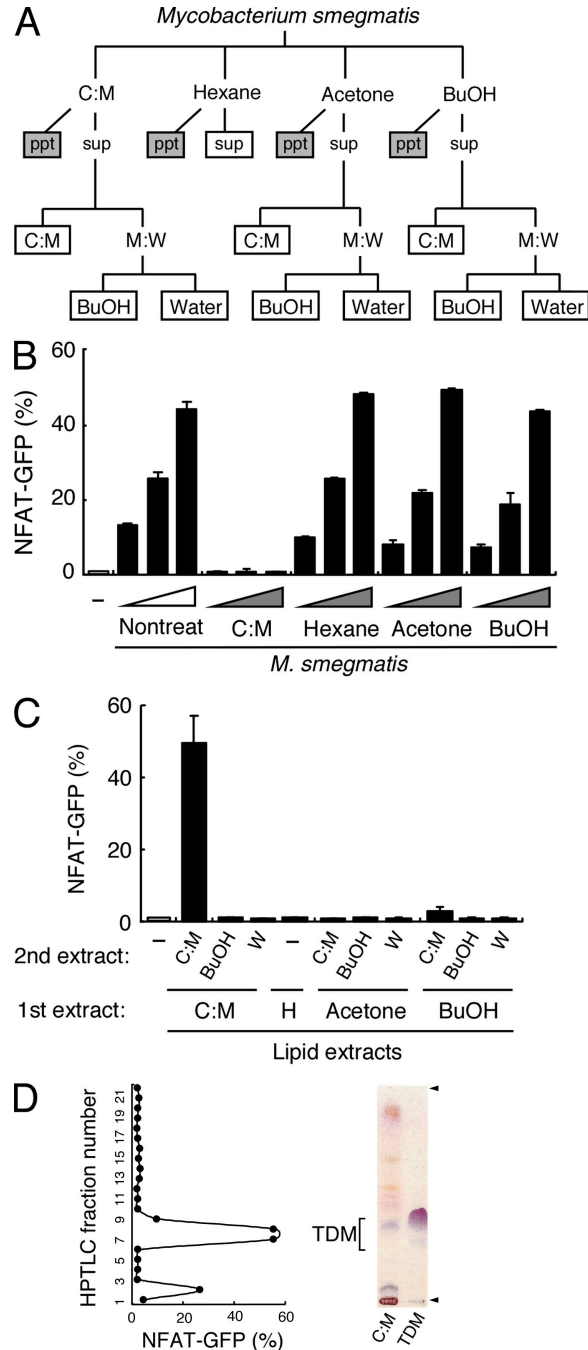 A
Mycobacterium smegmatis
C:M Hexane Acetone BuOH
ppt sup ppt sup ppt sup ppt sup
C:M M:W C:M M:W C:M M:W
BuOH Water BuOH Water BuOH Water
B
NFAT-GFP (%)
60
40
20
0
–
Nontreat C:M Hexane Acetone BuOH
M. smegmatis
C
NFAT-GFP (%)
60
40
20
0
2nd extract: – C:M BuOH W – C:M BuOH W C:M BuOH W
1st extract: C:M H Acetone BuOH
Lipid extracts
D
HPTLC fraction number
21
19
17
15
13
11
9
7
5
3
1
0 20 40 60
NFAT-GFP (%)
TDM
C:M TDM